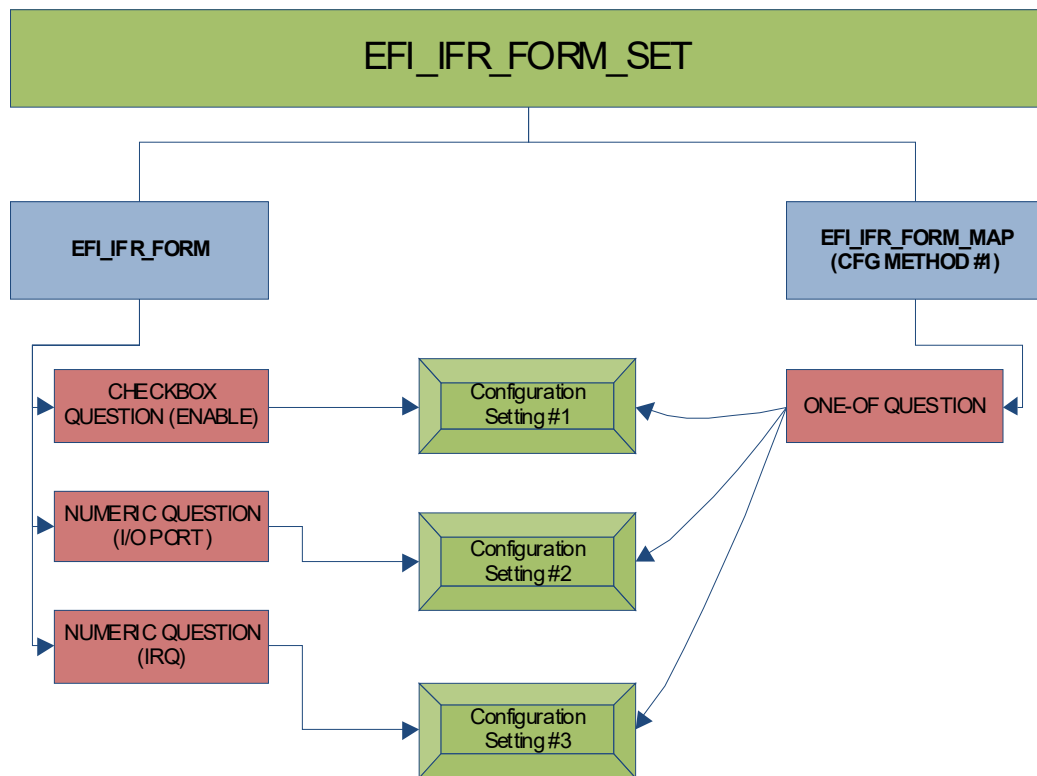 EFI_IFR_FORM_SET
EFI_IFR_FORM
EFI_IFR_FORM_MAP
(CFG METHOD #1)
CHECKBOX
QUESTION (ENABLE)
Configuration
Setting #1
ONE-OF QUESTION
NUMERIC QUESTION
(I/O PORT)
Configuration
Setting #2
NUMERIC QUESTION
(IRQ)
Configuration
Setting #3